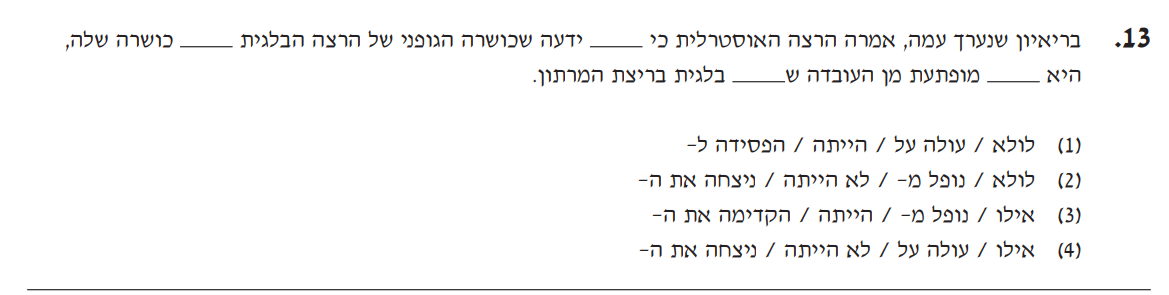 13. בריאיון שנערך עמה, אמרה הרצה האוסטרלית כי _____ ידעה שכושרה הגופני של הרצה הבלגית _____ כושרה שלה,
היא _____ מופתעת מן העובדה ש_____ בלגית בריצת המרתון.
(1) לולא / עולה על / הייתה / הפסידה ל-
(2) לולא / נופל מ- / לא הייתה / ניצחה את ה-
(3) אילו / נופל מ- / הייתה / הקדימה את ה-
(4) אילו / עולה על / לא הייתה / ניצחה את ה-